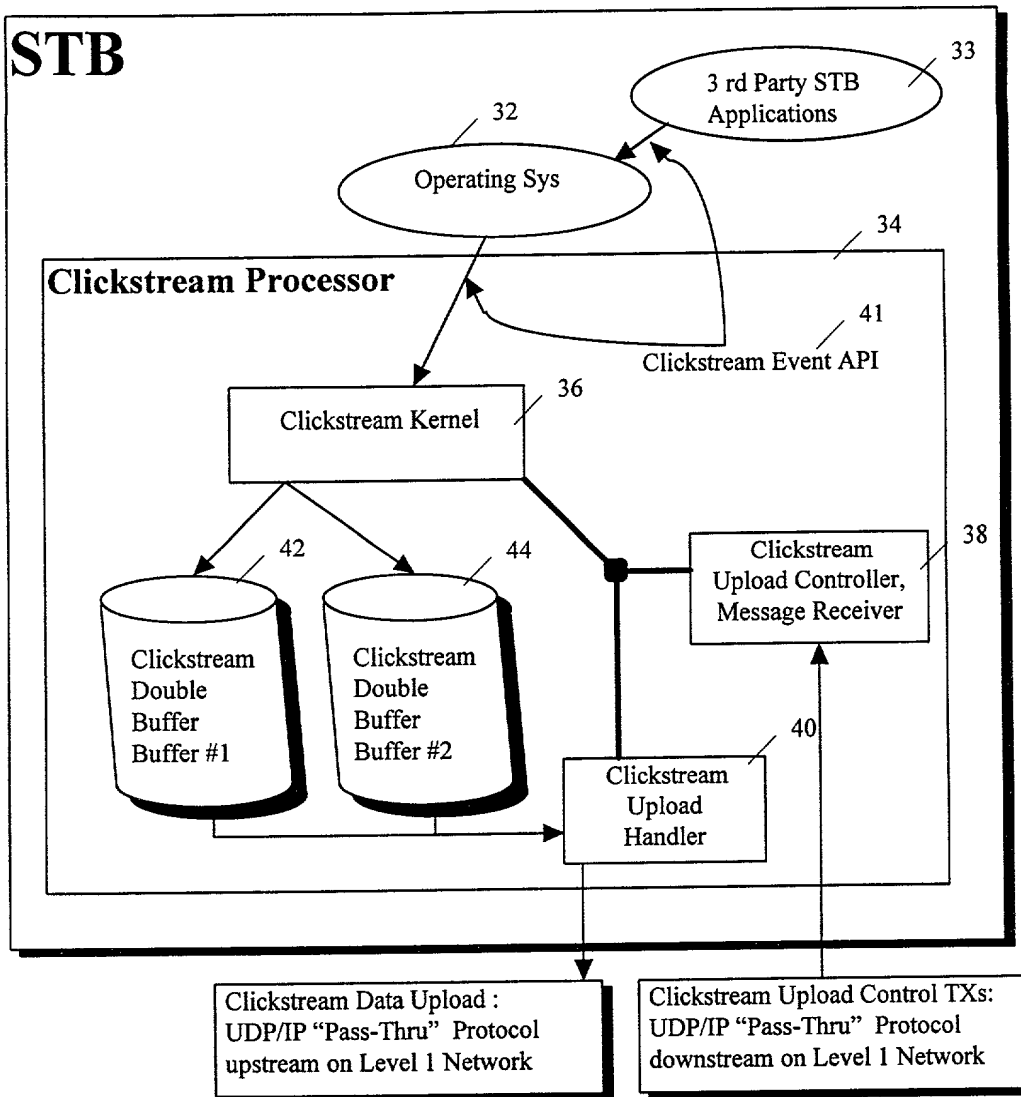 STB
33
3 rd Party STB
Applications
32
Operating Sys
34
Clickstream Processor
41
Clickstream Event API
36
Clickstream Kernel
42
44
38
Clickstream
Upload Controller,
Message Receiver
Clickstream
Double
Buffer
Buffer #1
Clickstream
Double
Buffer
Buffer #2
40
Clickstream
Upload
Handler
Clickstream Data Upload :
UDP/IP “Pass-Thru” Protocol
upstream on Level 1 Network
Clickstream Upload Control TXs:
UDP/IP “Pass-Thru” Protocol
downstream on Level 1 Network